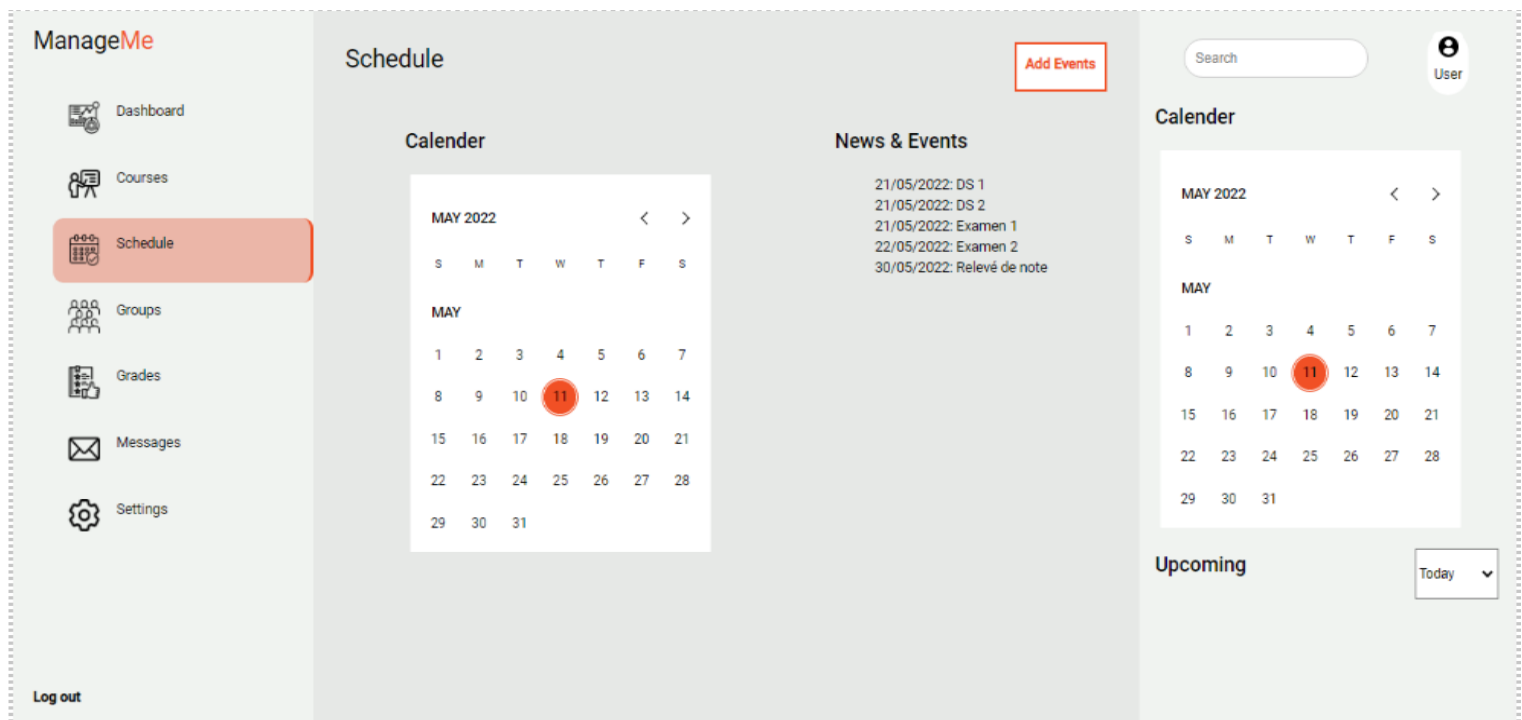 ManageMe
Dashboard
Courses
Schedule
Groups
Grades
Messages
Settings
Log out
Schedule
Add Events
Calender
MAY 2022
S M T W T F S
MAY
1 2 3 4 5 6 7
8 9 10 11 12 13 14
15 16 17 18 19 20 21
22 23 24 25 26 27 28
29 30 31
News & Events
21/05/2022: DS 1
21/05/2022: DS 2
21/05/2022: Examen 1
22/05/2022: Examen 2
30/05/2022: Relevé de note
Search
User
Calender
MAY 2022
S M T W T F S
MAY
1 2 3 4 5 6 7
8 9 10 11 12 13 14
15 16 17 18 19 20 21
22 23 24 25 26 27 28
29 30 31
Upcoming
Today